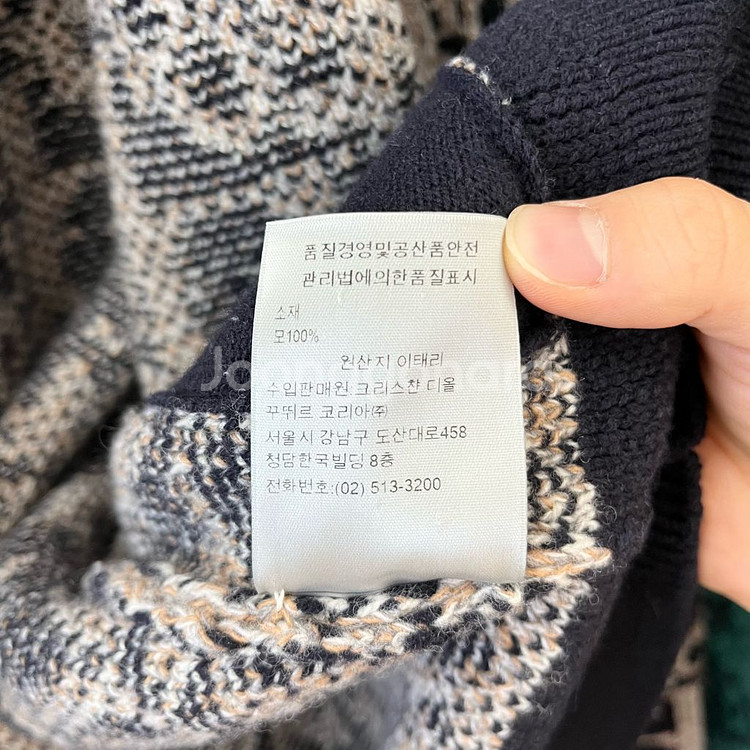 품질경영및공산품안전
관리법에의한품질표시
소재
모100%
원산지 이태리
수입판매원:크리스챤 디올
꾸뛰르 코리아㈜
서울시 강남구 도산대로458
청담한국빌딩 8층
전화번호:(02) 513-3200